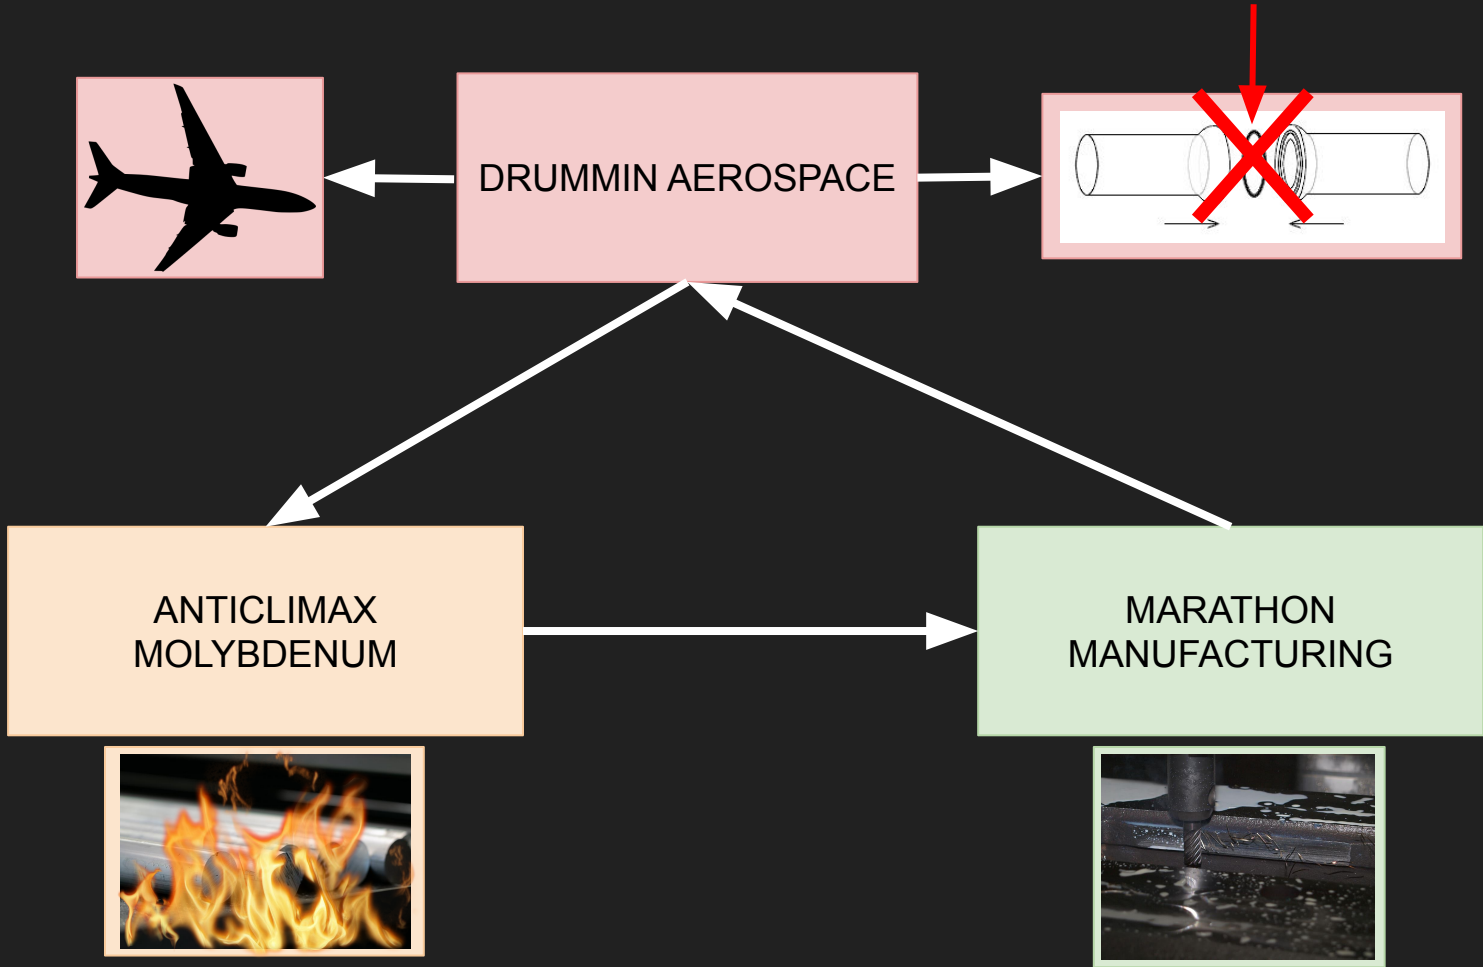 DRUMMIN AEROSPACE
ANTICLIMAX
MOLYBDENUM
MARATHON
MANUFACTURING